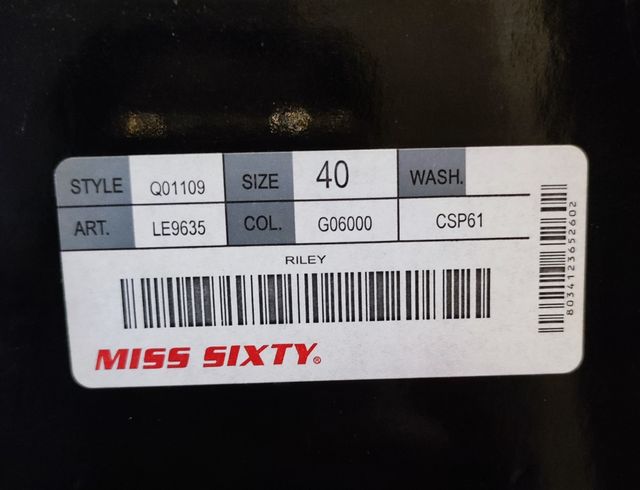 STYLE Q01109 SIZE 40 WASH.
ART. LE9635 COL. G06000 CSP61
RILEY
MISS SIXTY®
8034123652602